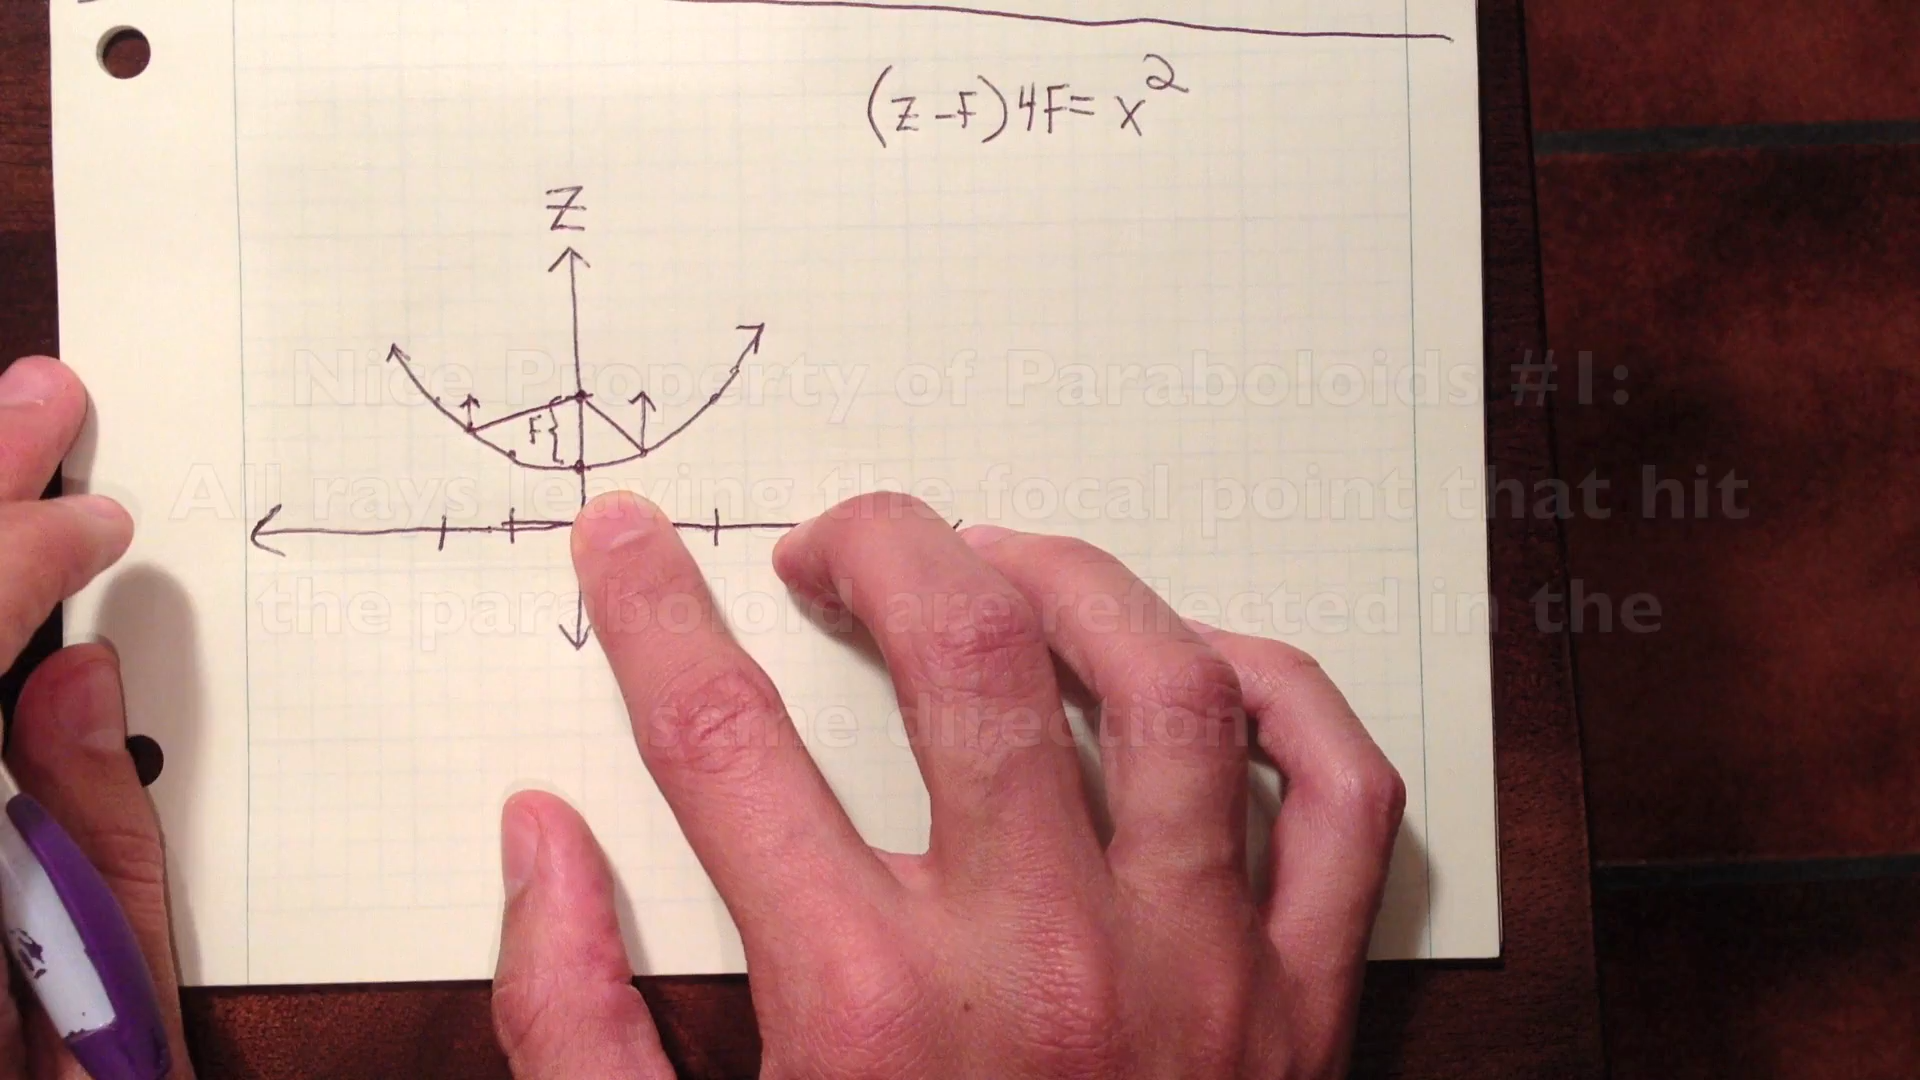 (z-F)4F=x²
Z
F
Nice Property of Paraboloids #1:
All rays leaving the focal point that hit
the paraboloid are reflected in the
same direction